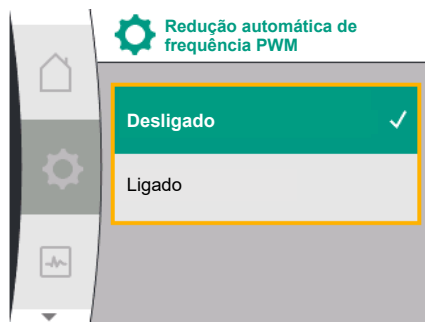 Redução automática de
frequência PWM
Desligado
Ligado